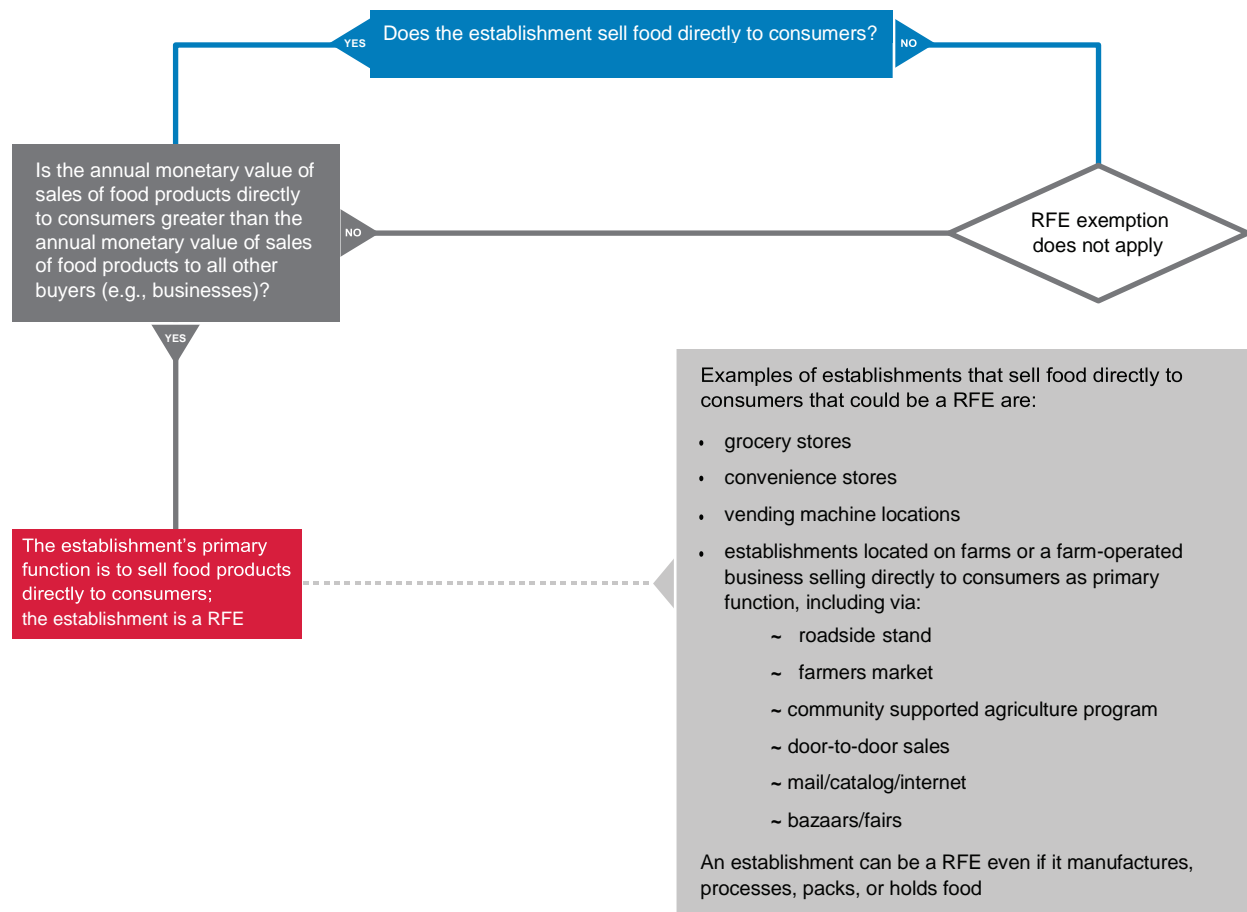 Does the establishment sell food directly to consumers?
YES
NO
Is the annual monetary value of
sales of food products directly
to consumers greater than the
annual monetary value of sales
of food products to all other
buyers (e.g., businesses)?
NO
RFE exemption
does not apply
YES
The establishment’s primary
function is to sell food products
directly to consumers;
the establishment is a RFE
Examples of establishments that sell food directly to
consumers that could be a RFE are:
• grocery stores
• convenience stores
• vending machine locations
• establishments located on farms or a farm-operated
business selling directly to consumers as primary
function, including via:
~ roadside stand
~ farmers market
~ community supported agriculture program
~ door-to-door sales
~ mail/catalog/internet
~ bazaars/fairs
An establishment can be a RFE even if it manufactures,
processes, packs, or holds food